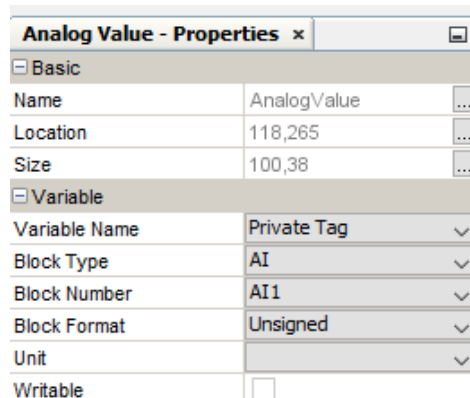 Analog Value - Properties ×
Basic
Name AnalogValue ...
Location 118,265 ...
Size 100,38 ...
Variable
Variable Name Private Tag
Block Type AI
Block Number AI1
Block Format Unsigned
Unit
Writable